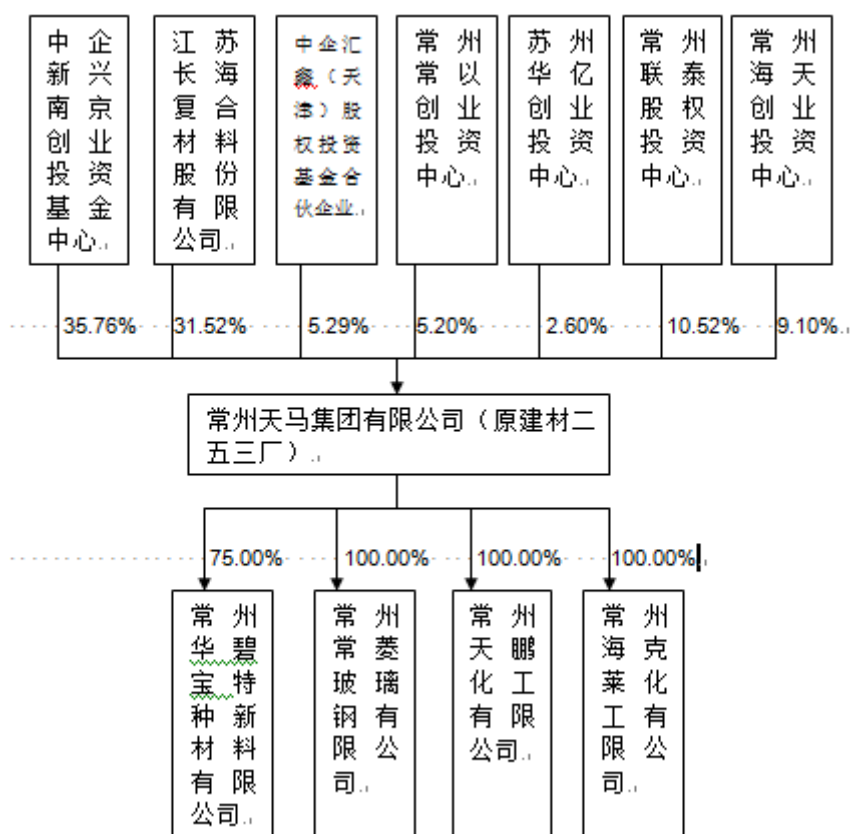 中企
新兴
南京
创业
投资
基金
中心
江苏
长海
复合
材料
股份
有限
公司
中企汇
鑫（天
津）股
权投资
基金合
伙企业
常州
常以
创业
投资
中心
苏州
华亿
创业
投资
中心
常州
联泰
股权
投资
中心
常州
海天
创业
投资
中心
35.76% 31.52% 5.29% 5.20% 2.60% 10.52% 9.10%
常州天马集团有限公司（原建材二
五三厂）
75.00% 100.00% 100.00% 100.00%
常州
华碧
宝特
种新
材料
有限
公司
常州
常菱
玻璃
钢有
限公
司
常州
天鹏
化工
有限
公司
常州
海克
莱化
工有
限公
司